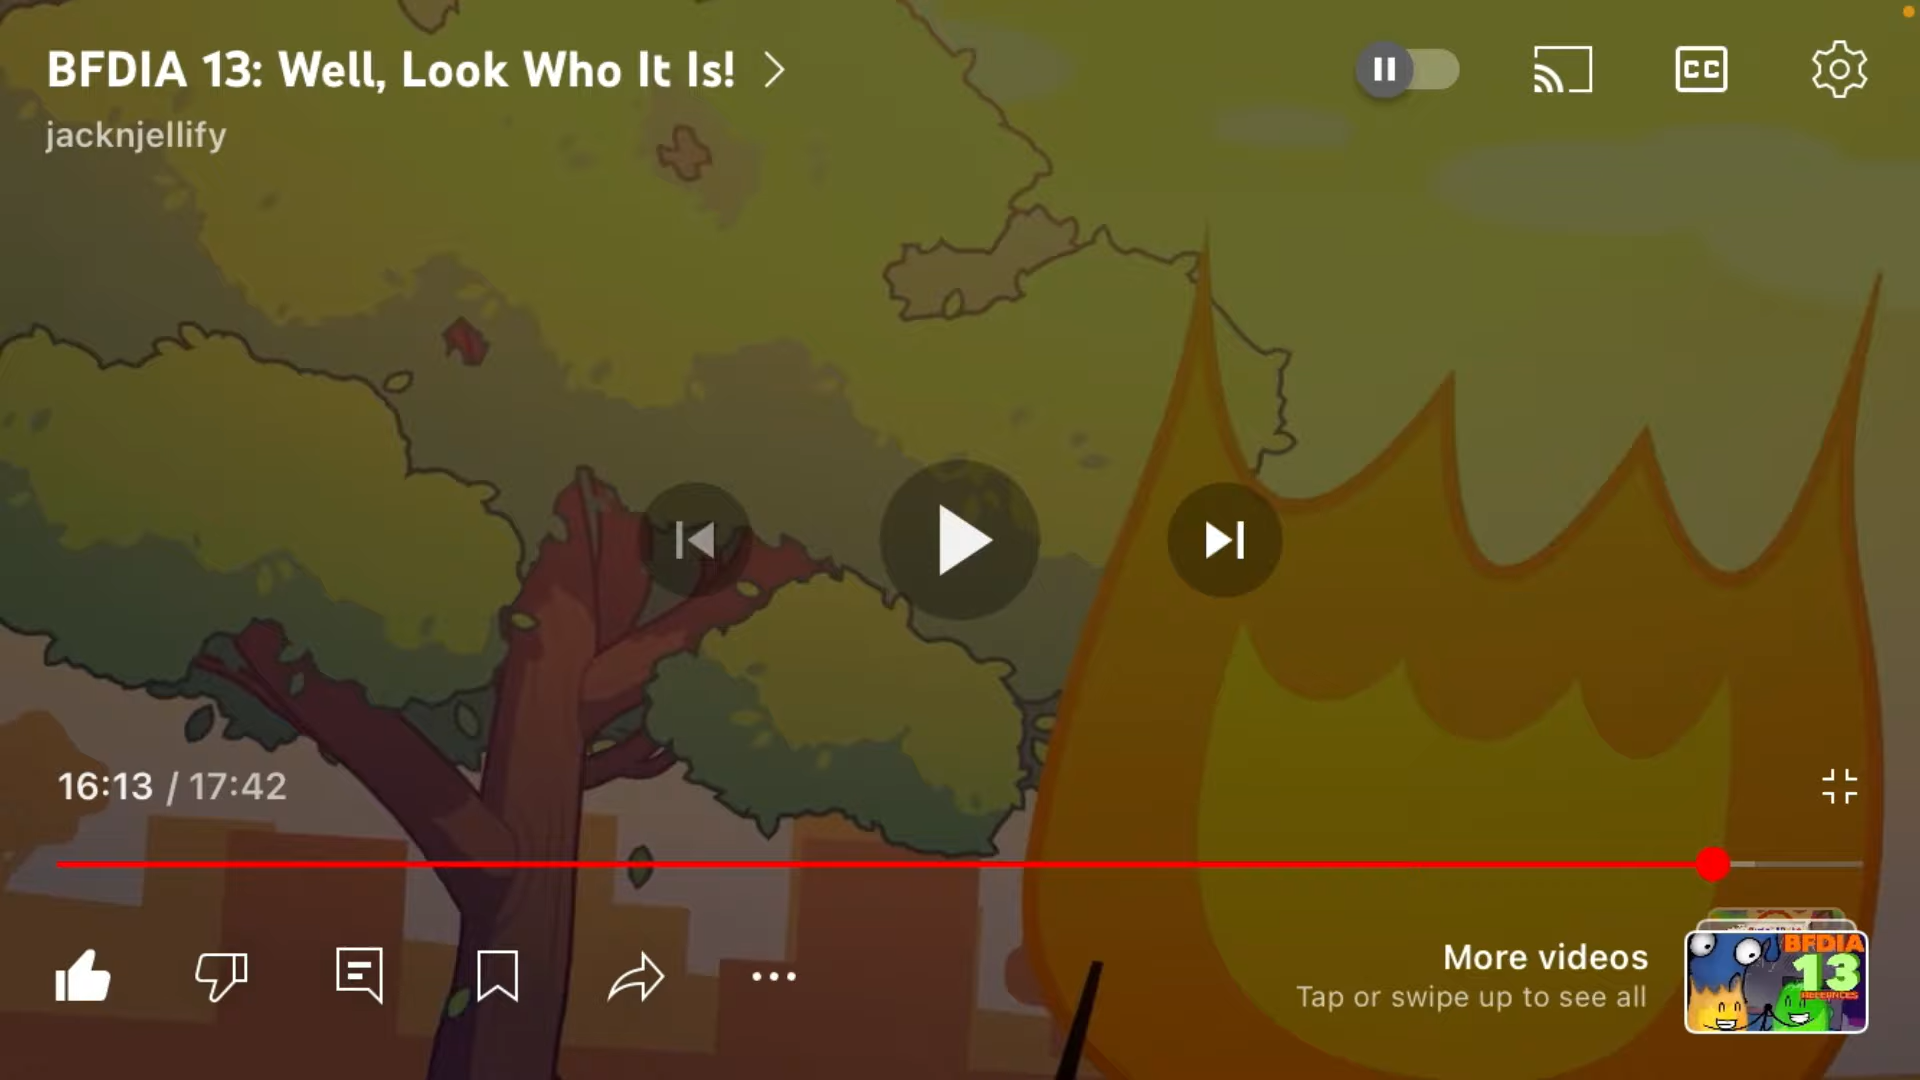 BFDIA 13: Well, Look Who It Is!
jacknjellify
CC
16:13 / 17:42
More videos
Tap or swipe up to see all
BFDIA
13